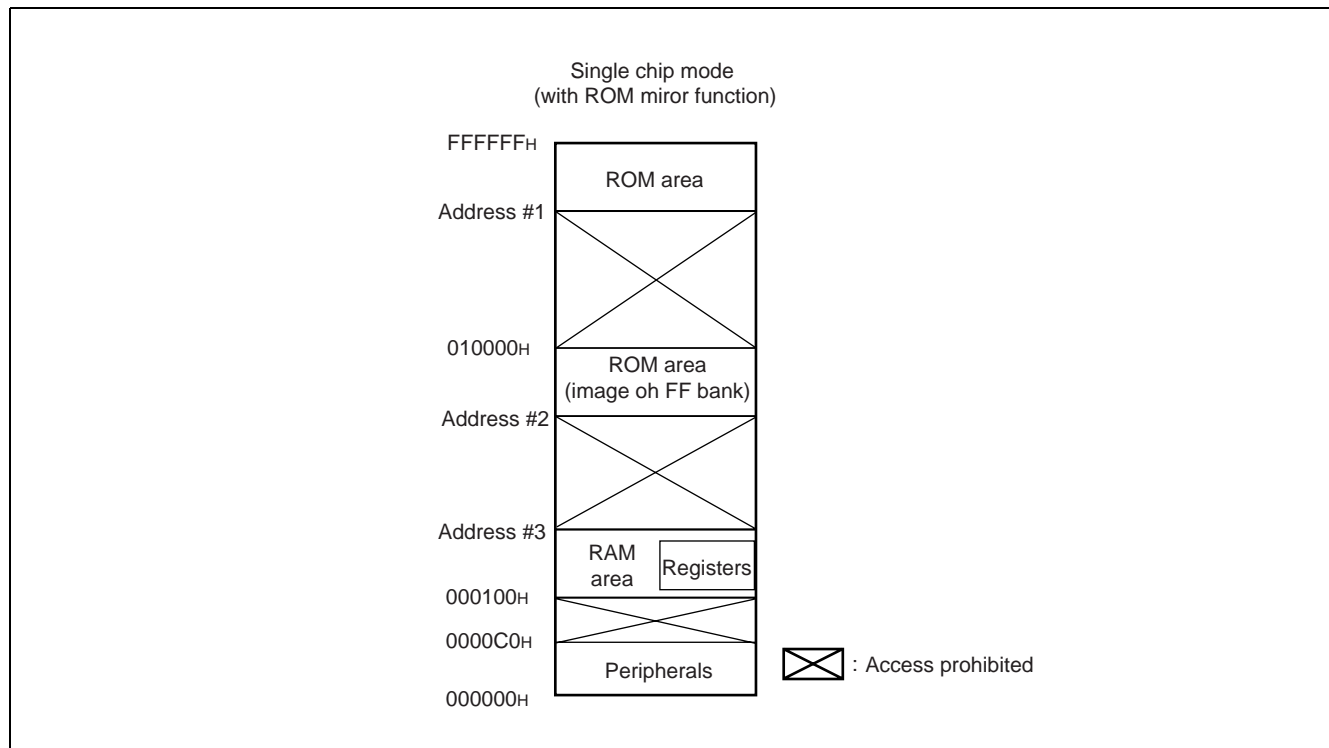 Single chip mode
(with ROM miror function)
FFFFFFH
ROM area
Address #1
010000H
ROM area
(image oh FF bank)
Address #2
Address #3
RAM
area
Registers
000100H
0000C0H
Peripherals
: Access prohibited
000000H